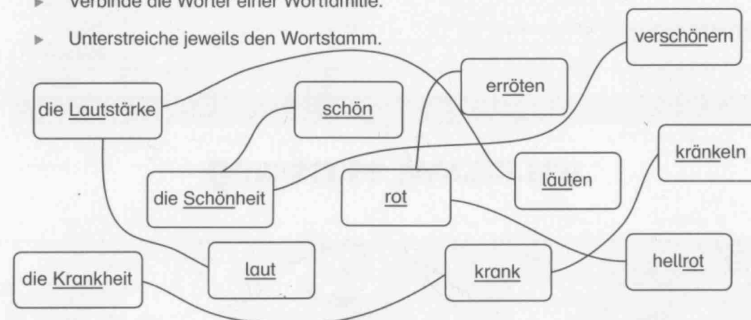 Verbinde die Wörter einer Wortfamilie.
Unterstreiche jeweils den Wortstamm.
verschönern
erröten
die Lautstärke
schön
kränkeln
läuten
die Schönheit
rot
hellrot
laut
krank
die Krankheit